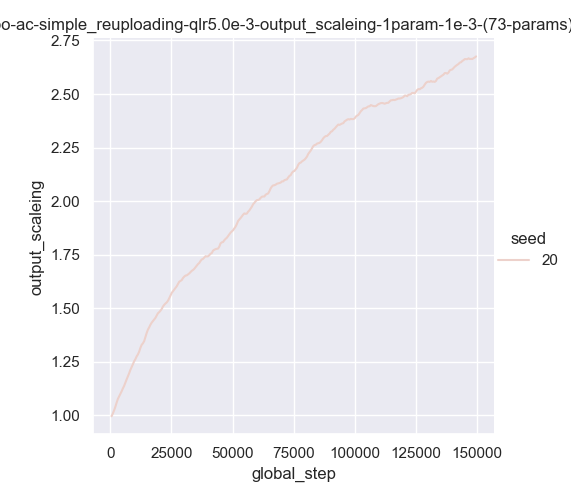 oo-ac-simple_reuploading-qlr5.0e-3-output_scaleing-1param-1e-3-(73-params)
2.75
2.50
2.25
2.00
1.75
1.50
1.25
1.00
output_scaleing
0 25000 50000 75000 100000 125000 150000
global_step
seed
20